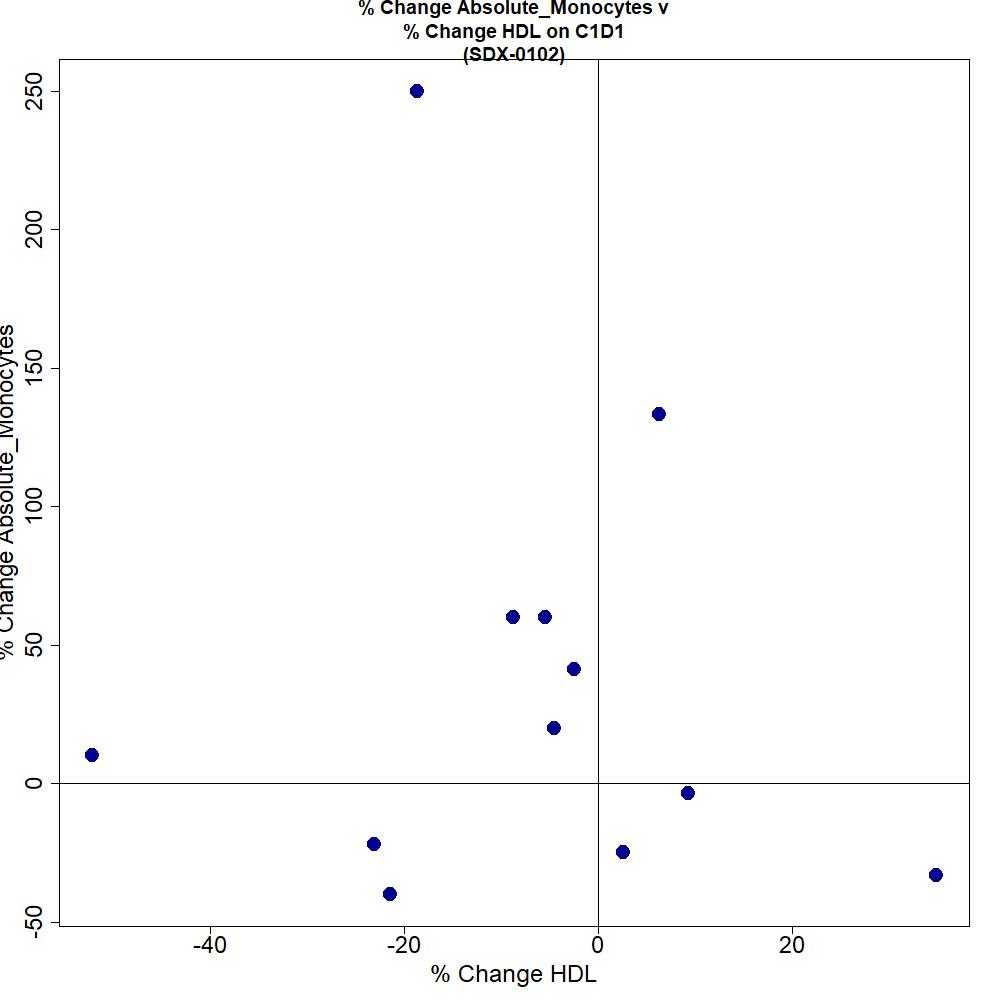 % Change Absolute_Monocytes v
% Change HDL on C1D1
(SDX-0102)
250
200
150
100
50
0
-50
% Change Absolute_Monocytes
-40
-20
0
20
% Change HDL